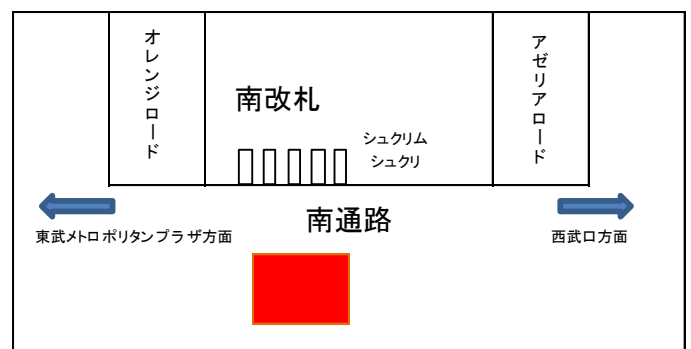 オレンジロード
南改札
シュクリム
シュクリ
アゼリアロード
南通路
東武メトロポリタンプラザ方面
西武口方面